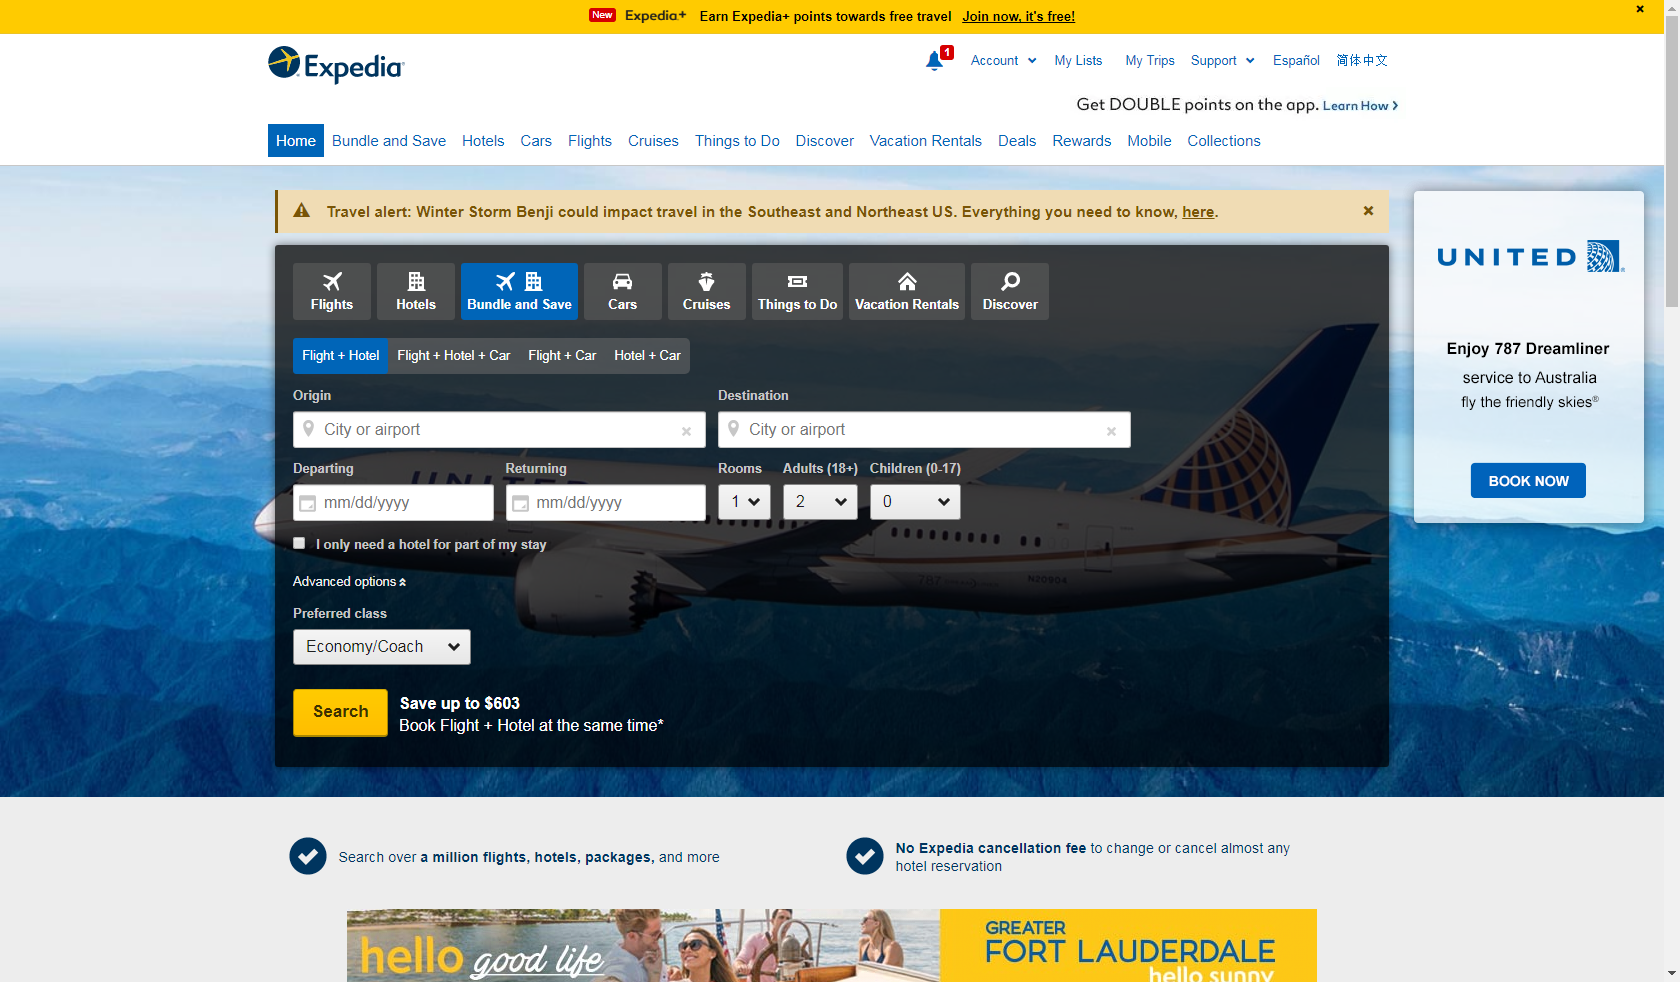 New Expedia+ Earn Expedia+ points towards free travel Join now, it's free!
Expedia
1 Account My Lists My Trips Support Español 简体中文
Get DOUBLE points on the app. Learn How
Home Bundle and Save Hotels Cars Flights Cruises Things to Do Discover Vacation Rentals Deals Rewards Mobile Collections
Travel alert: Winter Storm Benji could impact travel in the Southeast and Northeast US. Everything you need to know, here.
Flights Hotels Bundle and Save Cars Cruises Things to Do Vacation Rentals Discover
Flight + Hotel Flight + Hotel + Car Flight + Car Hotel + Car
Origin Destination
City or airport City or airport
Departing Returning Rooms Adults (18+) Children (0-17)
mm/dd/yyyy mm/dd/yyyy 1 2 0
I only need a hotel for part of my stay
Advanced options
Preferred class
Economy/Coach
Search
Save up to $603
Book Flight + Hotel at the same time*
787
N20904
UNITED
Enjoy 787 Dreamliner
service to Australia
fly the friendly skies®
BOOK NOW
Search over a million flights, hotels, packages, and more
No Expedia cancellation fee to change or cancel almost any
hotel reservation
hello good life
GREATER
FORT LAUDERDALE
hello sunny